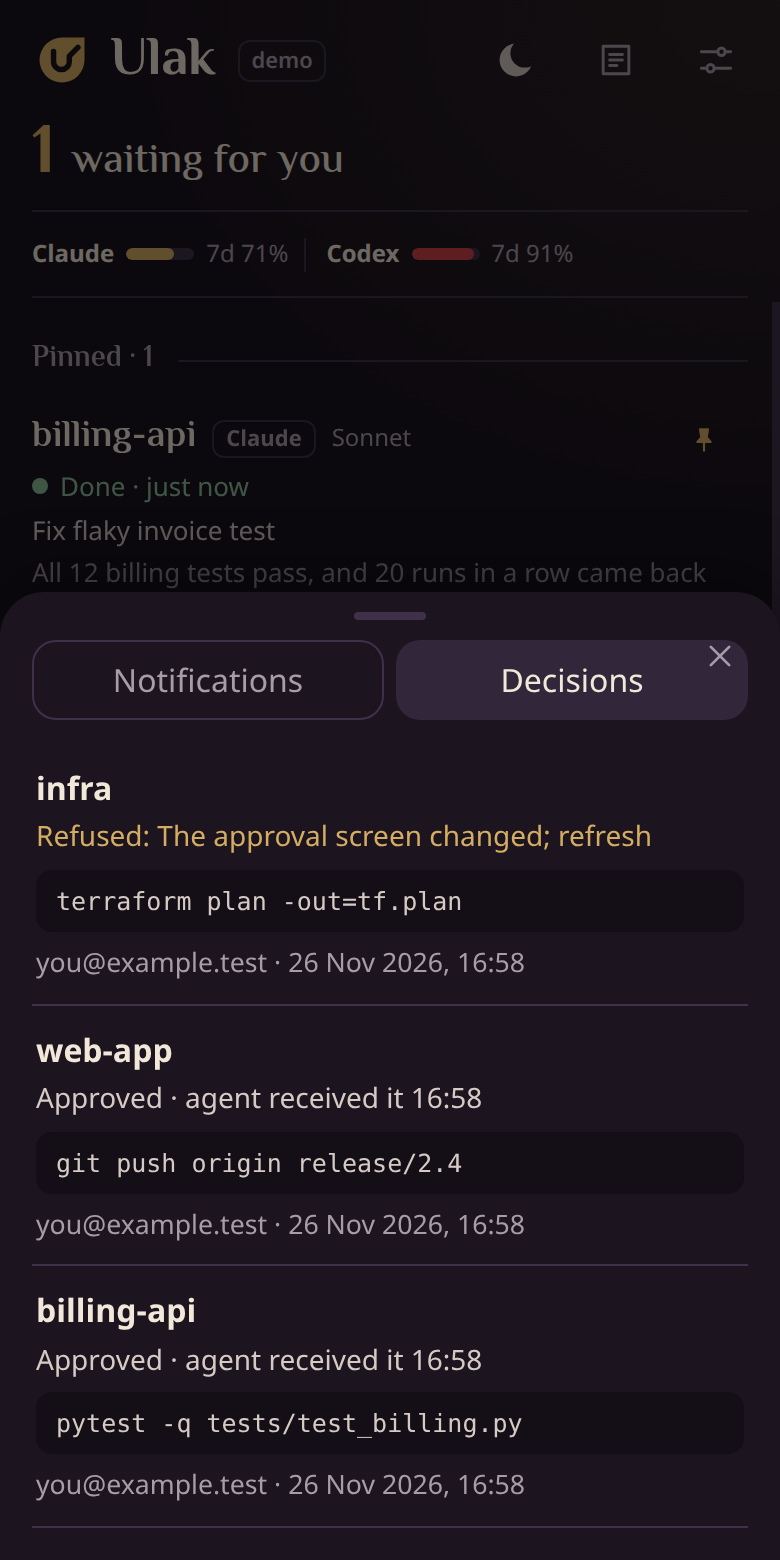 Ulak demo
1 waiting for you
Claude 7d 71% Codex 7d 91%
Pinned · 1
billing-api Claude Sonnet
Done · just now
Fix flaky invoice test
All 12 billing tests pass, and 20 runs in a row came back
Notifications Decisions
infra
Refused: The approval screen changed; refresh
terraform plan -out=tf.plan
you@example.test · 26 Nov 2026, 16:58
web-app
Approved · agent received it 16:58
git push origin release/2.4
you@example.test · 26 Nov 2026, 16:58
billing-api
Approved · agent received it 16:58
pytest -q tests/test_billing.py
you@example.test · 26 Nov 2026, 16:58